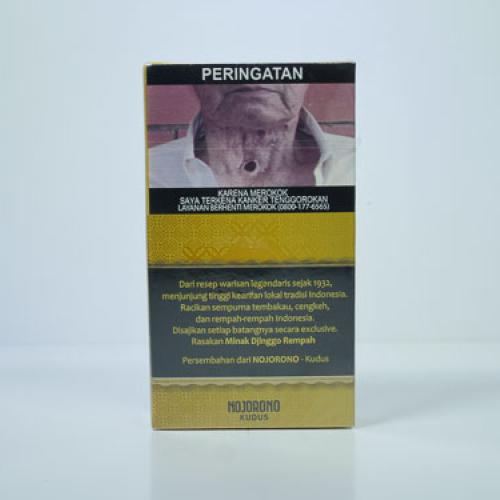 PERINGATAN
KARENA MEROKOK
SAYA TERKENA KANKER TENGGOROKAN
LAYANAN BERHENTI MEROKOK (0800-177-6565)
Dari resep warisan legendaris sejak 1932,
menjunjung tinggi kearifan lokal tradisi Indonesia.
Racikan sempurna tembakau, cengkeh,
dan rempah-rempah Indonesia.
Disajikan setiap batangnya secara exclusive.
Rasakan Minak Djinggo Rempah
Persembahan dari NOJORONO - Kudus
NOJORONO
KUDUS